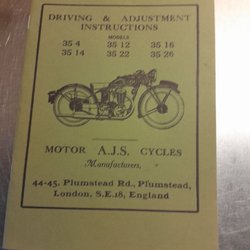 DRIVING & ADJUSTMENT
INSTRUCTIONS
MODELS
35 4 35 12 35 16
35 14 35 22 35 26
MOTOR A.J.S. CYCLES
Manufacturers,
44-45, Plumstead Rd., Plumstead,
London, S.E.18, England